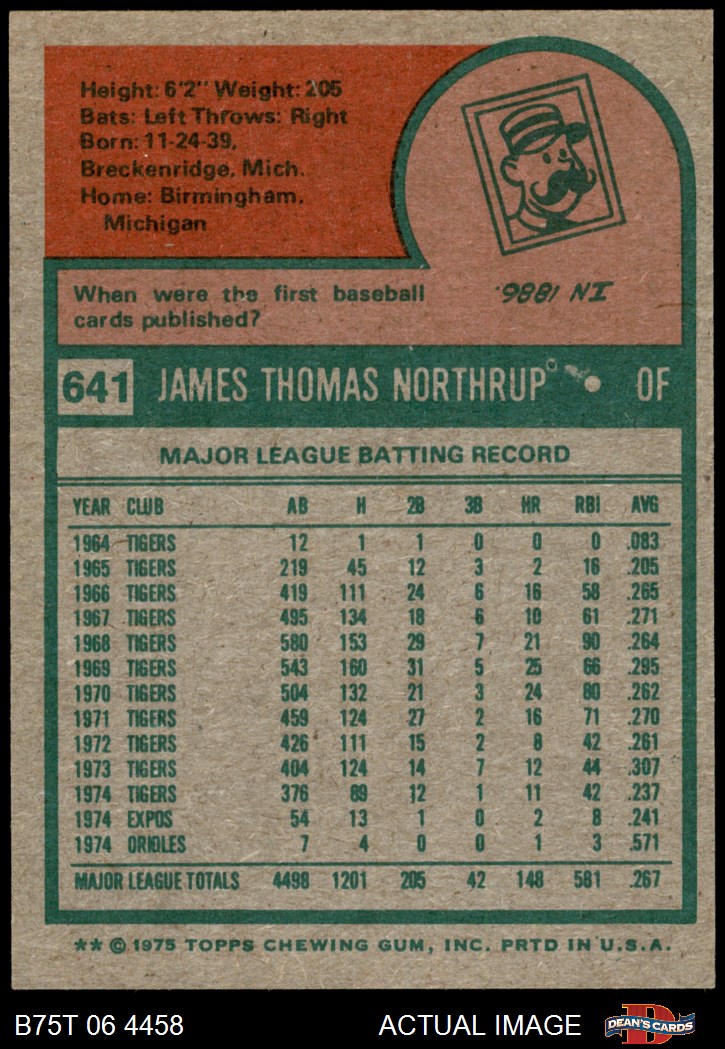 Height: 6'2" Weight: 205
Bats: Left Throws: Right
Born: 11-24-39,
Breckenridge, Mich.
Home: Birmingham,
Michigan
When were the first baseball
cards published?
IN 1886.
641 JAMES THOMAS NORTHRUP • OF
MAJOR LEAGUE BATTING RECORD
YEAR CLUB AB H 2B 3B HR RBI AVG
1964 TIGERS 12 1 1 0 0 0 .083
1965 TIGERS 219 45 12 3 2 16 .205
1966 TIGERS 419 111 24 6 16 58 .265
1967 TIGERS 495 134 18 6 10 61 .271
1968 TIGERS 580 153 29 7 21 90 .264
1969 TIGERS 543 160 31 5 25 66 .295
1970 TIGERS 504 132 21 3 24 80 .262
1971 TIGERS 459 124 27 2 16 71 .270
1972 TIGERS 426 111 15 2 8 42 .261
1973 TIGERS 404 124 14 7 12 44 .307
1974 TIGERS 376 89 12 1 11 42 .237
1974 EXPOS 54 13 1 0 2 8 .241
1974 ORIOLES 7 4 0 0 1 3 .571
MAJOR LEAGUE TOTALS 4498 1201 205 42 148 581 .267
** © 1975 TOPPS CHEWING GUM, INC. PRTD IN U.S.A.
B75T 06 4458 ACTUAL IMAGE D DEAN'S CARDS